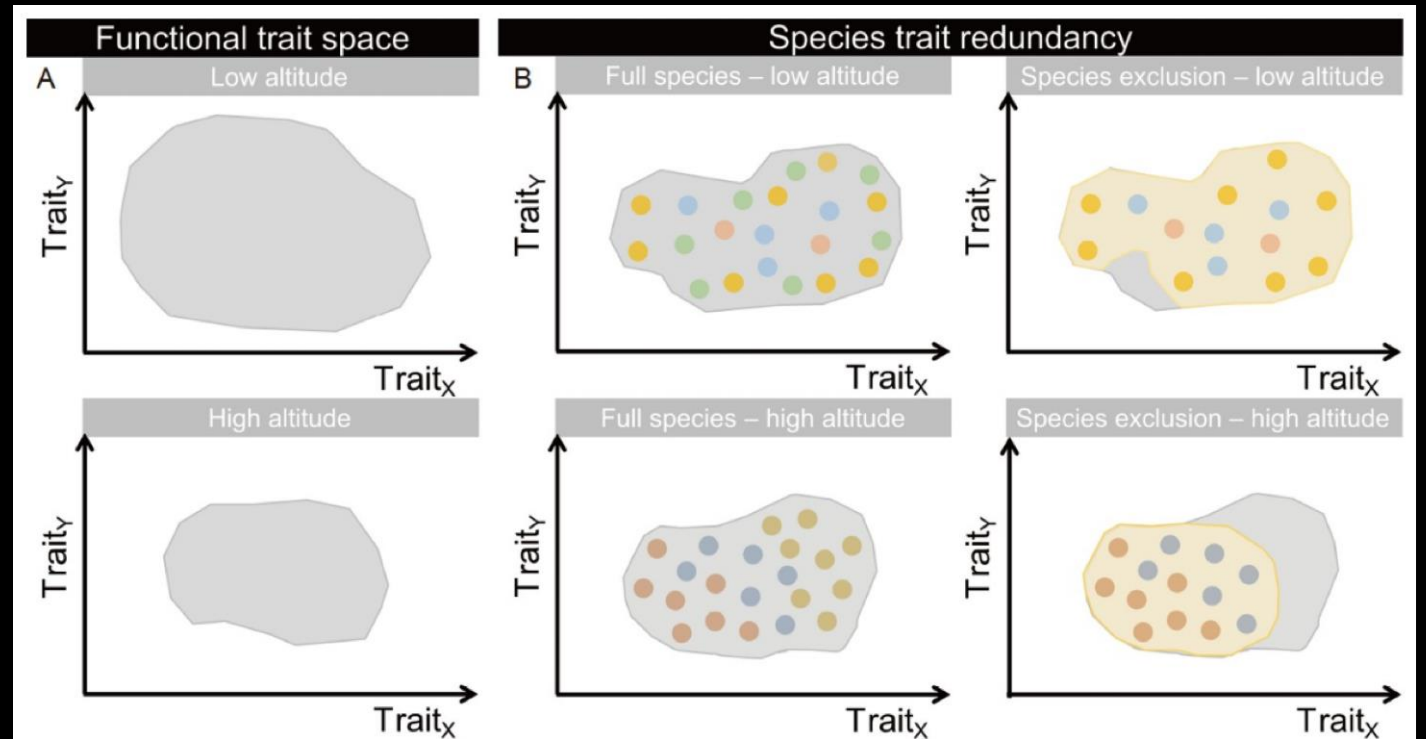 Functional trait space
Species trait redundancy
A
Low altitude
B
Full species – low altitude
Species exclusion – low altitude
TraitY
TraitX
TraitY
TraitX
TraitY
TraitX
High altitude
Full species – high altitude
Species exclusion – high altitude
TraitY
TraitX
TraitY
TraitX
TraitY
TraitX